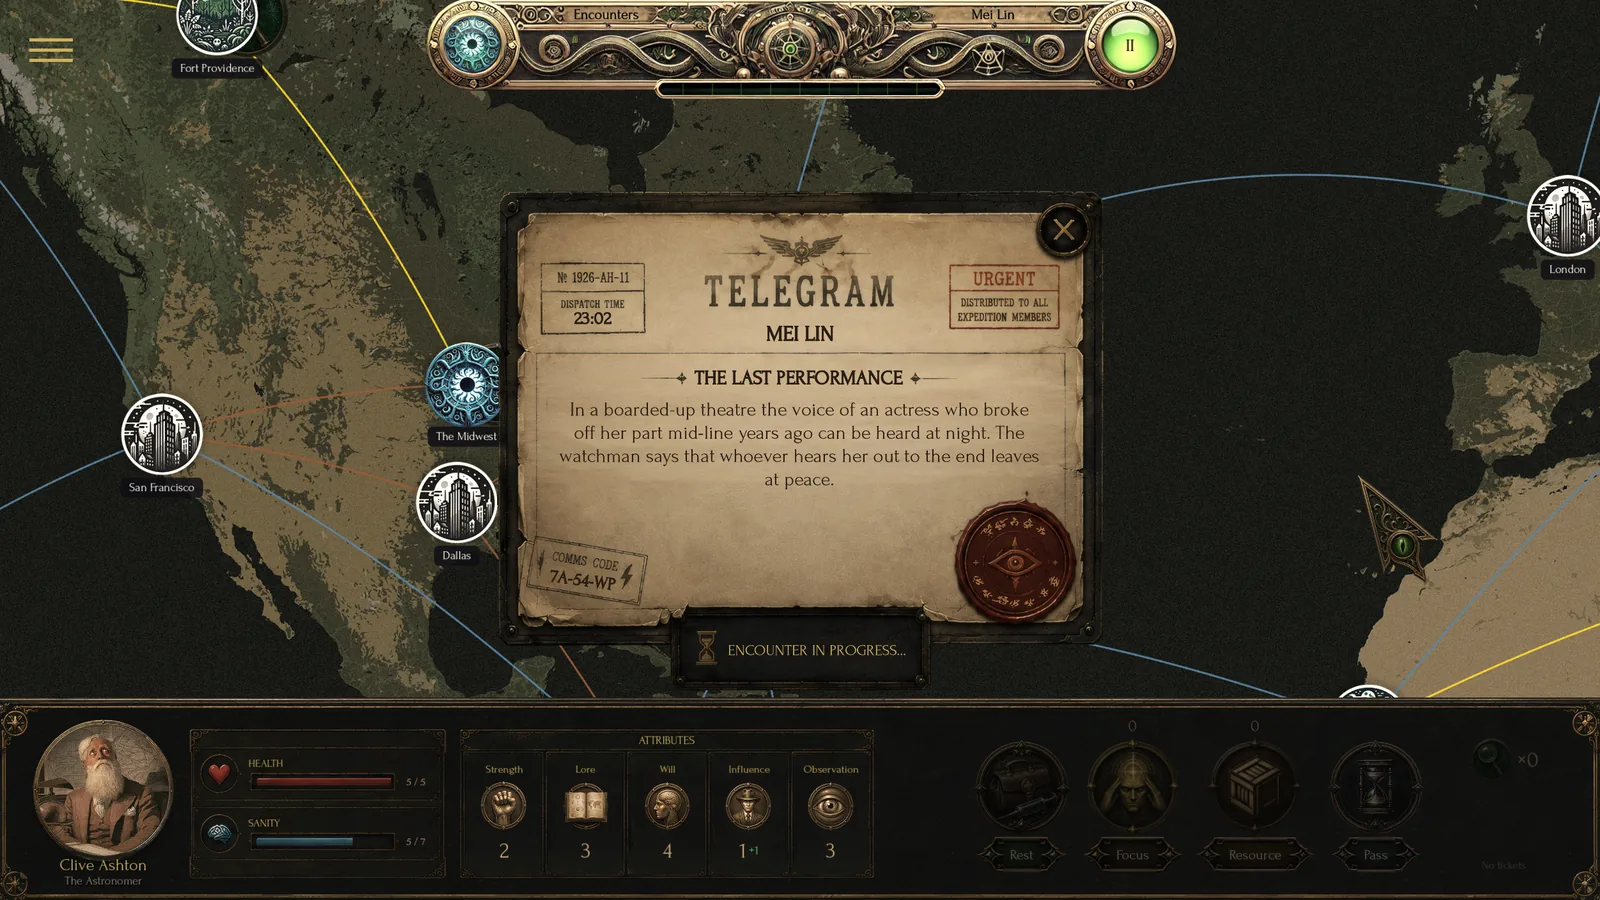 Encounters
Mei Lin
II
Fort Providence
№ 1926-AH-11
DISPATCH TIME
23:02
TELEGRAM
MEI LIN
URGENT
DISTRIBUTED TO ALL
EXPEDITION MEMBERS
THE LAST PERFORMANCE
In a boarded-up theatre the voice of an actress who broke
off her part mid-line years ago can be heard at night. The
watchman says that whoever hears her out to the end leaves
at peace.
COMMS CODE
7A-54-WP
ENCOUNTER IN PROGRESS...
London
The Midwest
San Francisco
Dallas
Clive Ashton
The Astronomer
HEALTH
5 / 5
SANITY
5 / 7
ATTRIBUTES
Strength
Lore
Will
Influence
Observation
2
3
4
1 +1
3
0
0
Rest
Focus
Resource
Pass
×0
No tickets